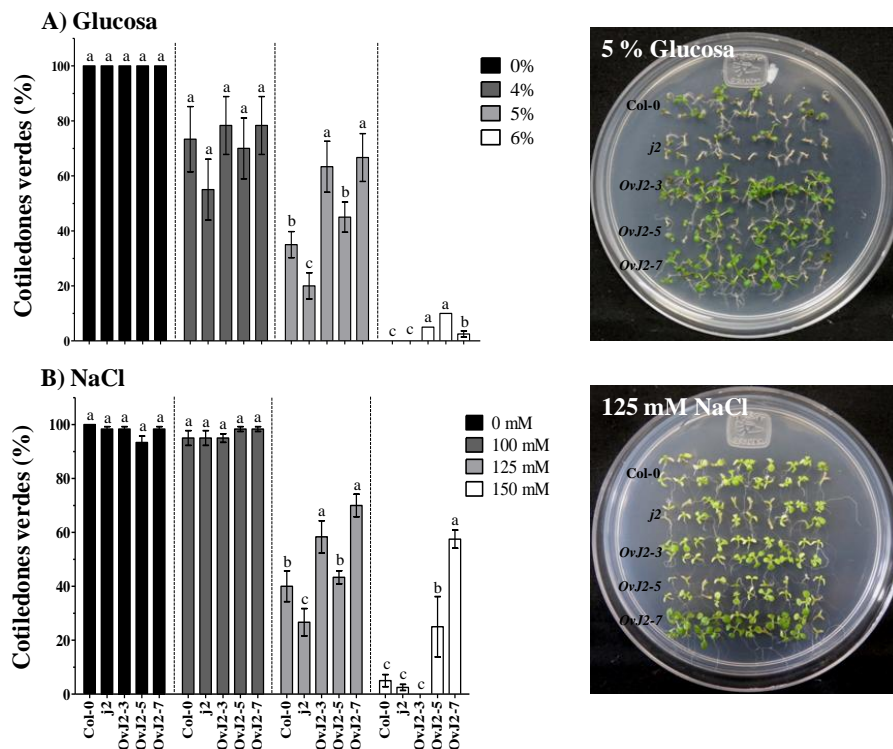 A) Glucosa
Cotiledones verdes (%)
100
80
60
40
20
0
a a a a a
a a a a a
b c a b a
c c a a b
0%
4%
5%
6%
5 % Glucosa
Col-0
j2
OvJ2-3
OvJ2-5
OvJ2-7
B) NaCl
Cotiledones verdes (%)
100
80
60
40
20
0
a a a a a
a a a a a
b c a b a
c c c b a
0 mM
100 mM
125 mM
150 mM
Col-0 j2 OvJ2-3 OvJ2-5 OvJ2-7 Col-0 j2 OvJ2-3 OvJ2-5 OvJ2-7 Col-0 j2 OvJ2-3 OvJ2-5 OvJ2-7 Col-0 j2 OvJ2-3 OvJ2-5 OvJ2-7
125 mM NaCl
Col-0
j2
OvJ2-3
OvJ2-5
OvJ2-7